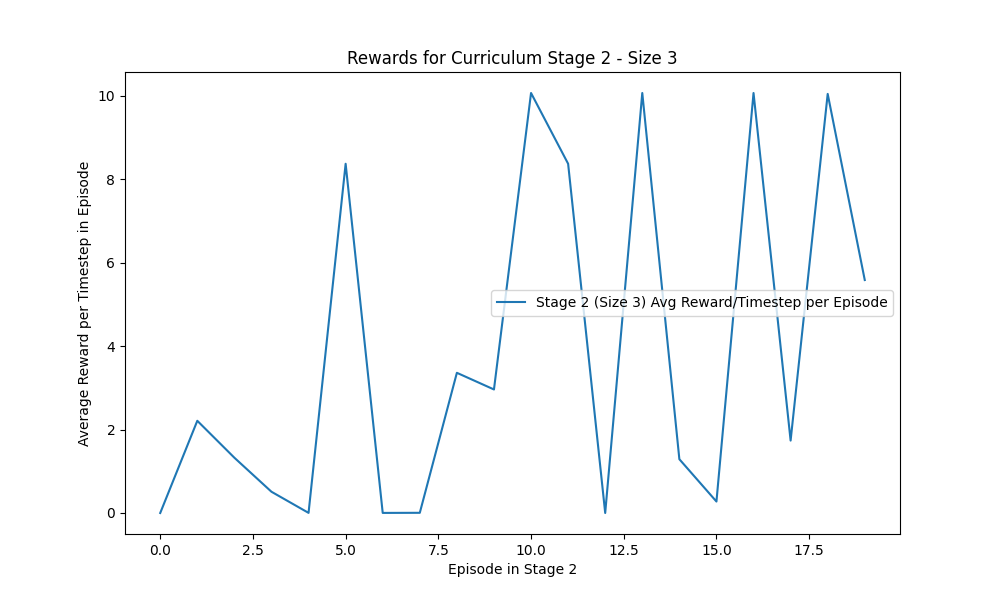 Rewards for Curriculum Stage 2 - Size 3
Average Reward per Timestep in Episode
10
8
6
4
2
0
Stage 2 (Size 3) Avg Reward/Timestep per Episode
0.0 2.5 5.0 7.5 10.0 12.5 15.0 17.5
Episode in Stage 2